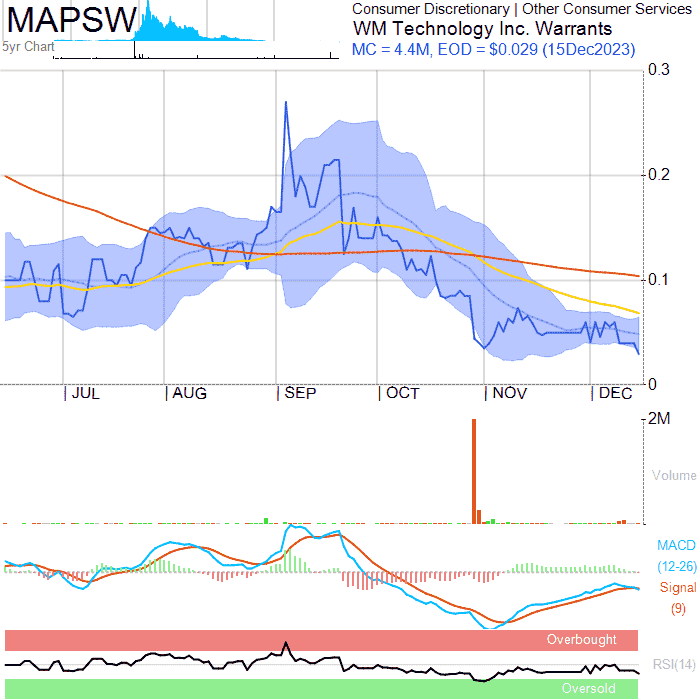 MAPSW
Consumer Discretionary | Other Consumer Services
WM Technology Inc. Warrants
5yr Chart
MC = 4.4M, EOD = $0.029 (15Dec2023)
0.3
0.2
0.1
0
JUL AUG SEP OCT NOV DEC
2M
Volume
MACD
(12-26)
Signal
(9)
Overbought
RSI(14)
Oversold